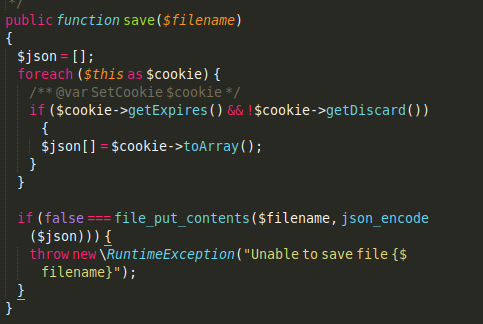 */
public function save($filename)
{
$json = [];
foreach ($this as $cookie) {
/** @var SetCookie $cookie */
if ($cookie->getExpires() && !$cookie->getDiscard())
{
$json[] = $cookie->toArray();
}
}
if (false === file_put_contents($filename, json_encode
($json))) {
throw new \RuntimeException("Unable to save file {$
filename}");
}
}